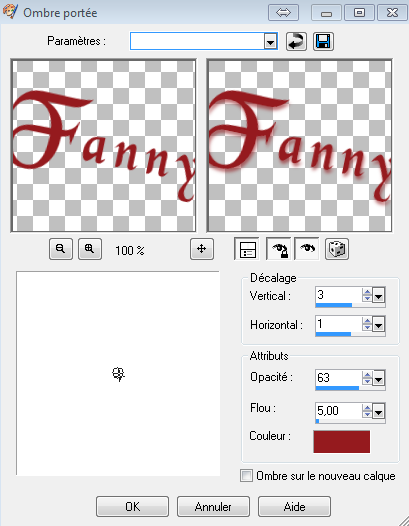 Ombre portée
Paramètres :
Fanny
Fanny
100 %
Décalage
Vertical : 3
Horizontal : 1
Attributs
Opacité : 63
Flou : 5,00
Couleur :
Ombre sur le nouveau calque
OK Annuler Aide